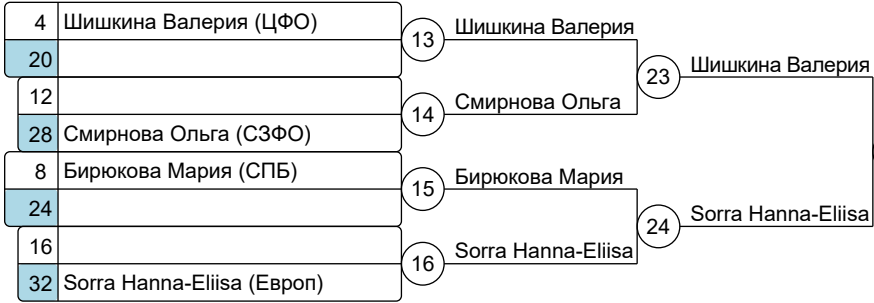 4 Шишкина Валерия (ЦФО)
20
12
28 Смирнова Ольга (СЗФО)
8 Бирюкова Мария (СПБ)
24
16
32 Sorra Hanna-Eliisa (Европ)
13 Шишкина Валерия
14 Смирнова Ольга
15 Бирюкова Мария
16 Sorra Hanna-Eliisa
23 Шишкина Валерия
24 Sorra Hanna-Eliisa